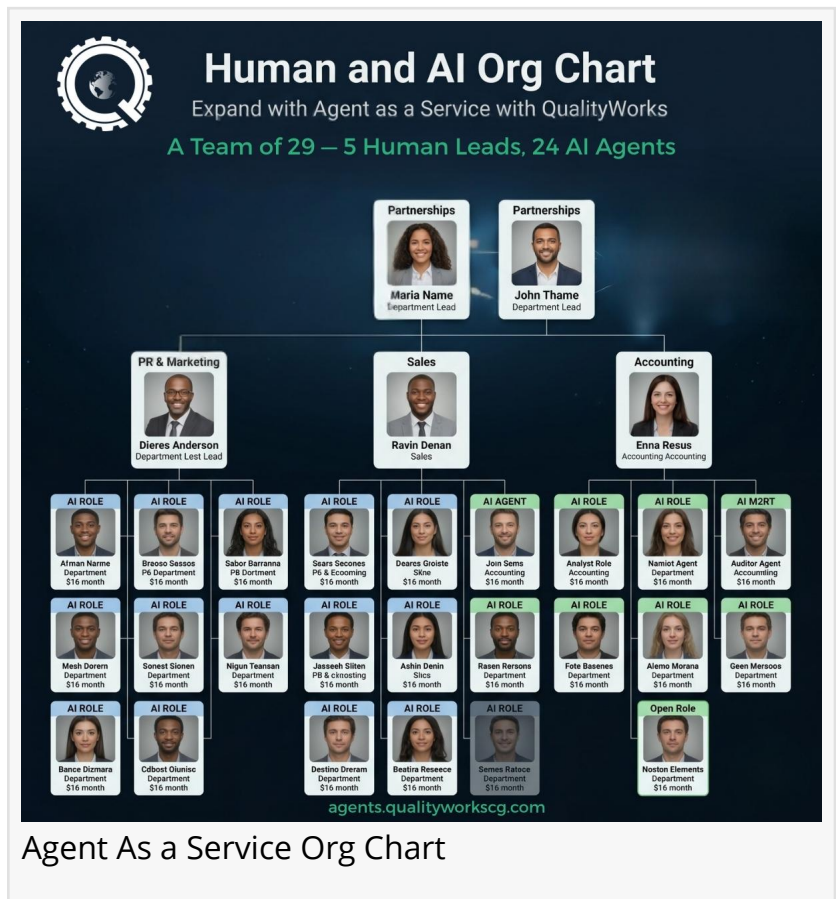 Human and AI Org Chart
Expand with Agent as a Service with QualityWorks
A Team of 29 — 5 Human Leads, 24 AI Agents
Partnerships
Maria Name
Department Lead
Partnerships
John Thame
Department Lead
PR & Marketing
Dieres Anderson
Department Lest Lead
Sales
Ravin Denan
Sales
Accounting
Enna Resus
Accounting Accounting
AI ROLE
Afman Narme
Department
$16 month
AI ROLE
Breoso Sessos
P6 Department
$16 month
AI ROLE
Sabor Barranna
PB Dortment
$16 month
AI ROLE
Sears Secones
P6 & Ecooming
$16 month
AI ROLE
Deares Groiste
SKne
$16 month
AI AGENT
Join Sems
Accounting
$16 month
AI ROLE
Analyst Role
Accounting
$16 month
AI ROLE
Namiot Agent
Department
$16 month
AI M2RT
Auditor Agent
Accounting
$16 month
AI ROLE
Mesh Dorern
Department
$16 month
AI ROLE
Sonest Sionen
Department
$16 month
AI ROLE
Nigun Teansan
Department
$16 month
AI ROLE
Jasseeh Sliten
PB & cknosting
$16 month
AI ROLE
Ashin Denin
Slics
$16 month
AI ROLE
Rasen Rersons
Department
$16 month
AI ROLE
Fote Basenes
Department
$16 month
AI ROLE
Alemo Morana
Department
$16 month
AI ROLE
Geen Mersoos
Department
$16 month
AI ROLE
Bance Dizmara
Department
$16 month
AI ROLE
Cdbost Oiunisc
Department
$16 month
AI ROLE
Destino Dreram
Department
$16 month
AI ROLE
Beatira Reseece
Department
$16 month
AI ROLE
Semes Ratoce
Department
$16 month
Open Role
Noston Elements
Department
$16 month
agents.qualityworkscg.com
Agent As a Service Org Chart